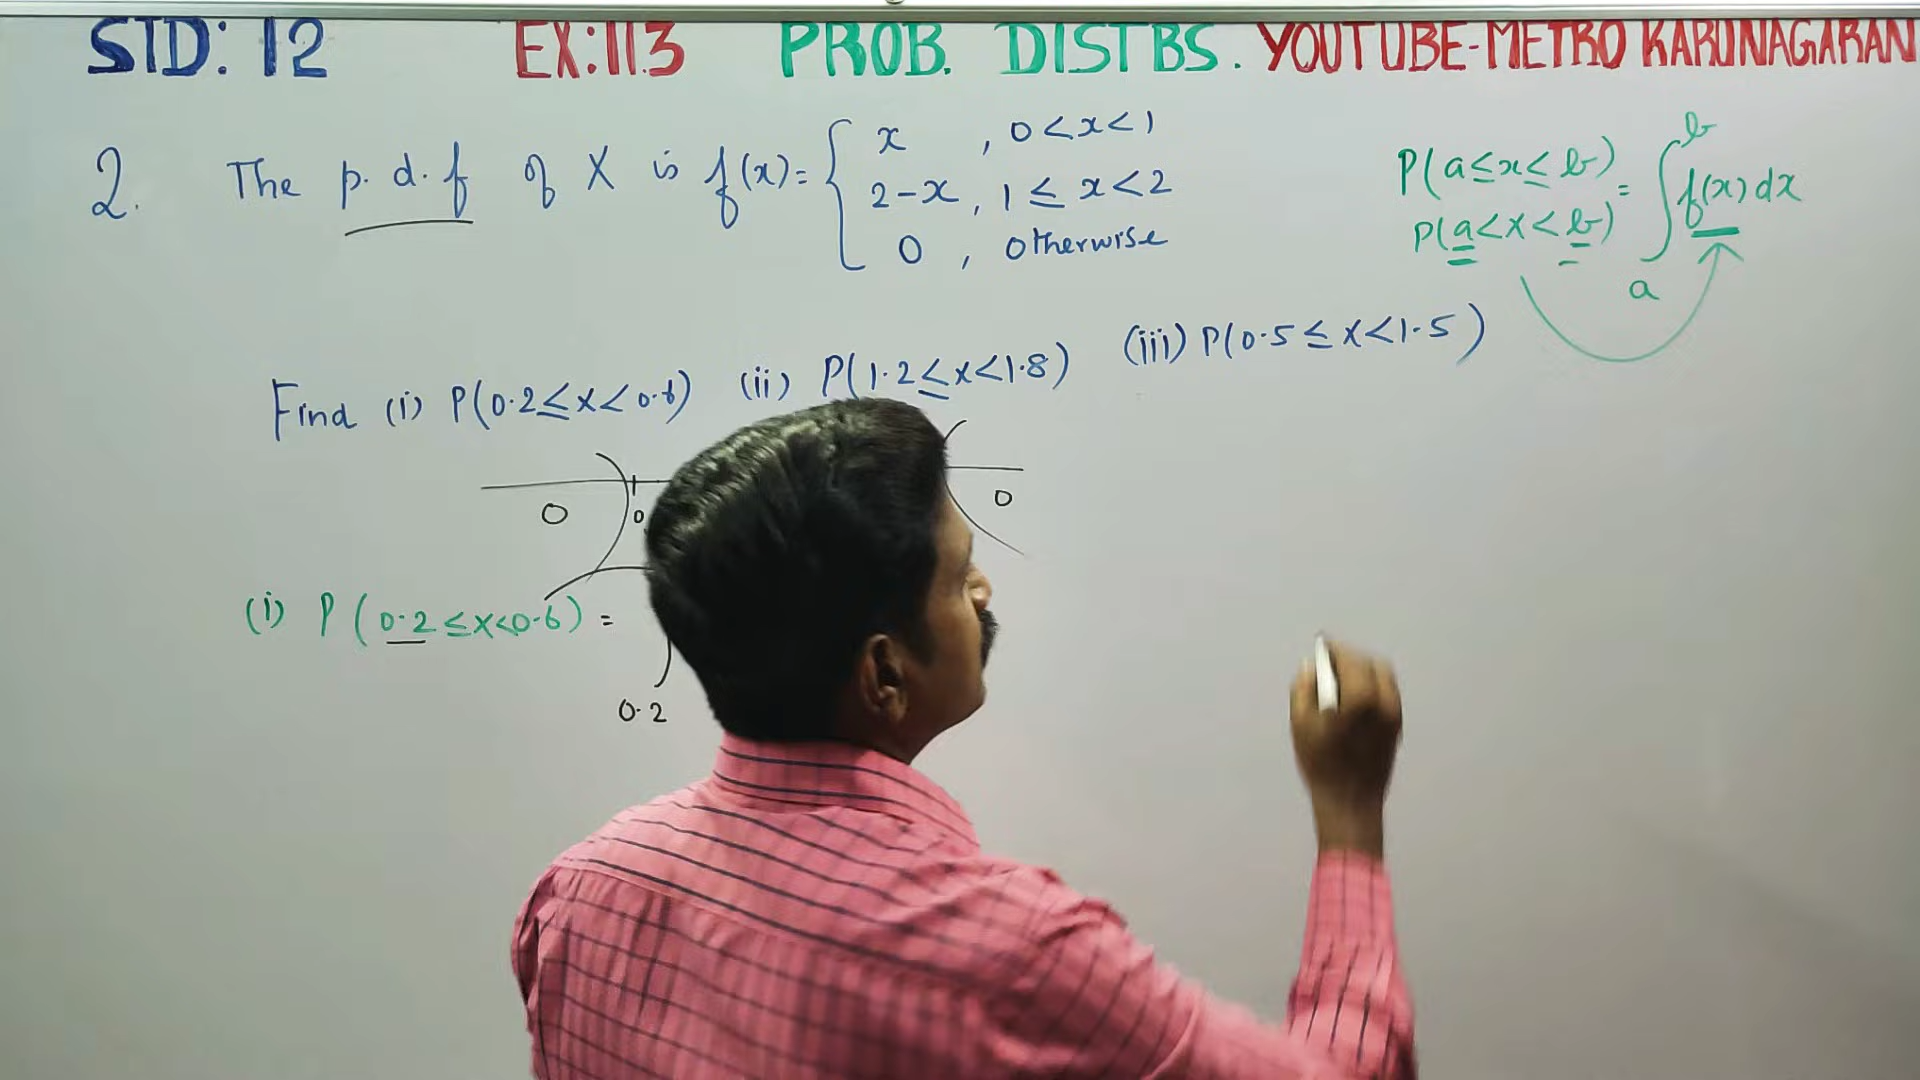 STD: 12 EX:11.3 PROB. DISTBS. YOUTUBE-METRO KARUNAGARAN
2. The p.d.f of X is f(x)= { x , 0<x<1
2-x, 1≤x<2
0 , otherwise
P(a≤x≤b)
P(a<x<b) = ∫ₐᵇ f(x)dx
Find (i) P(0.2≤x<0.6) (ii) P(1.2≤x<1.8) (iii) P(0.5≤x<1.5)
0 0 0
(i) P(0.2≤x<0.6) =
0.2